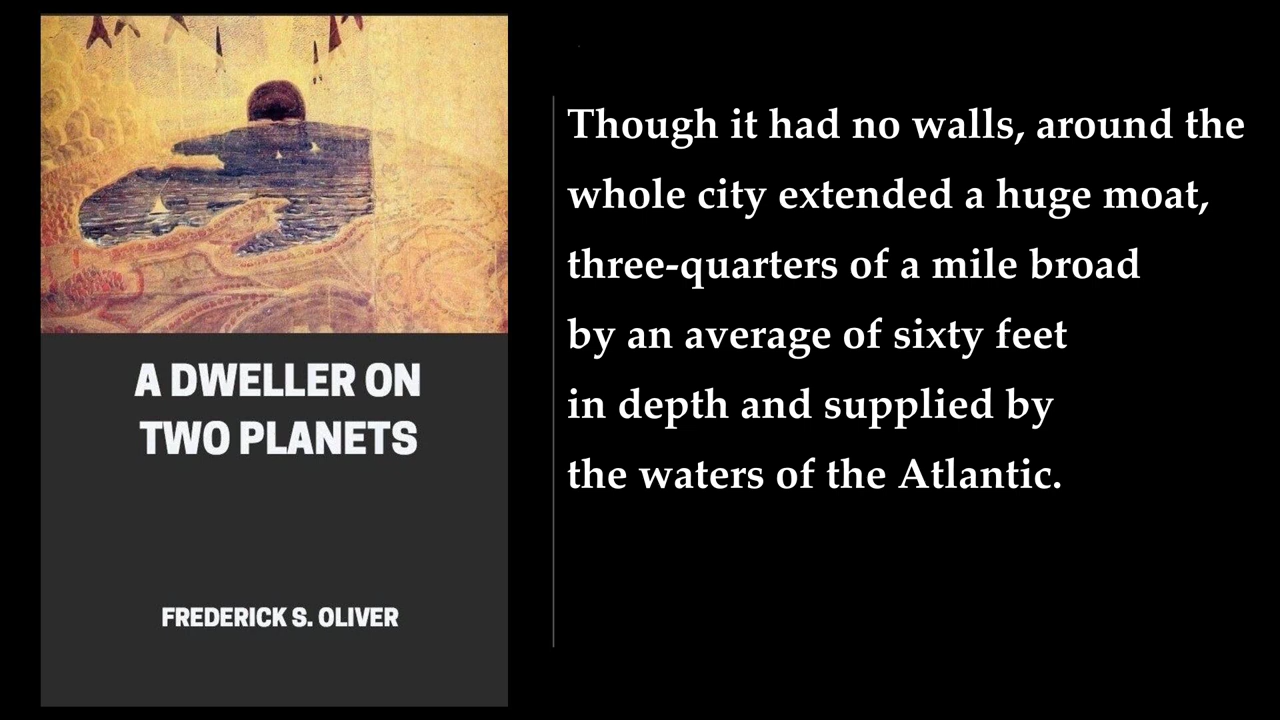 A DWELLER ON
TWO PLANETS
FREDERICK S. OLIVER
Though it had no walls, around the
whole city extended a huge moat,
three-quarters of a mile broad
by an average of sixty feet
in depth and supplied by
the waters of the Atlantic.